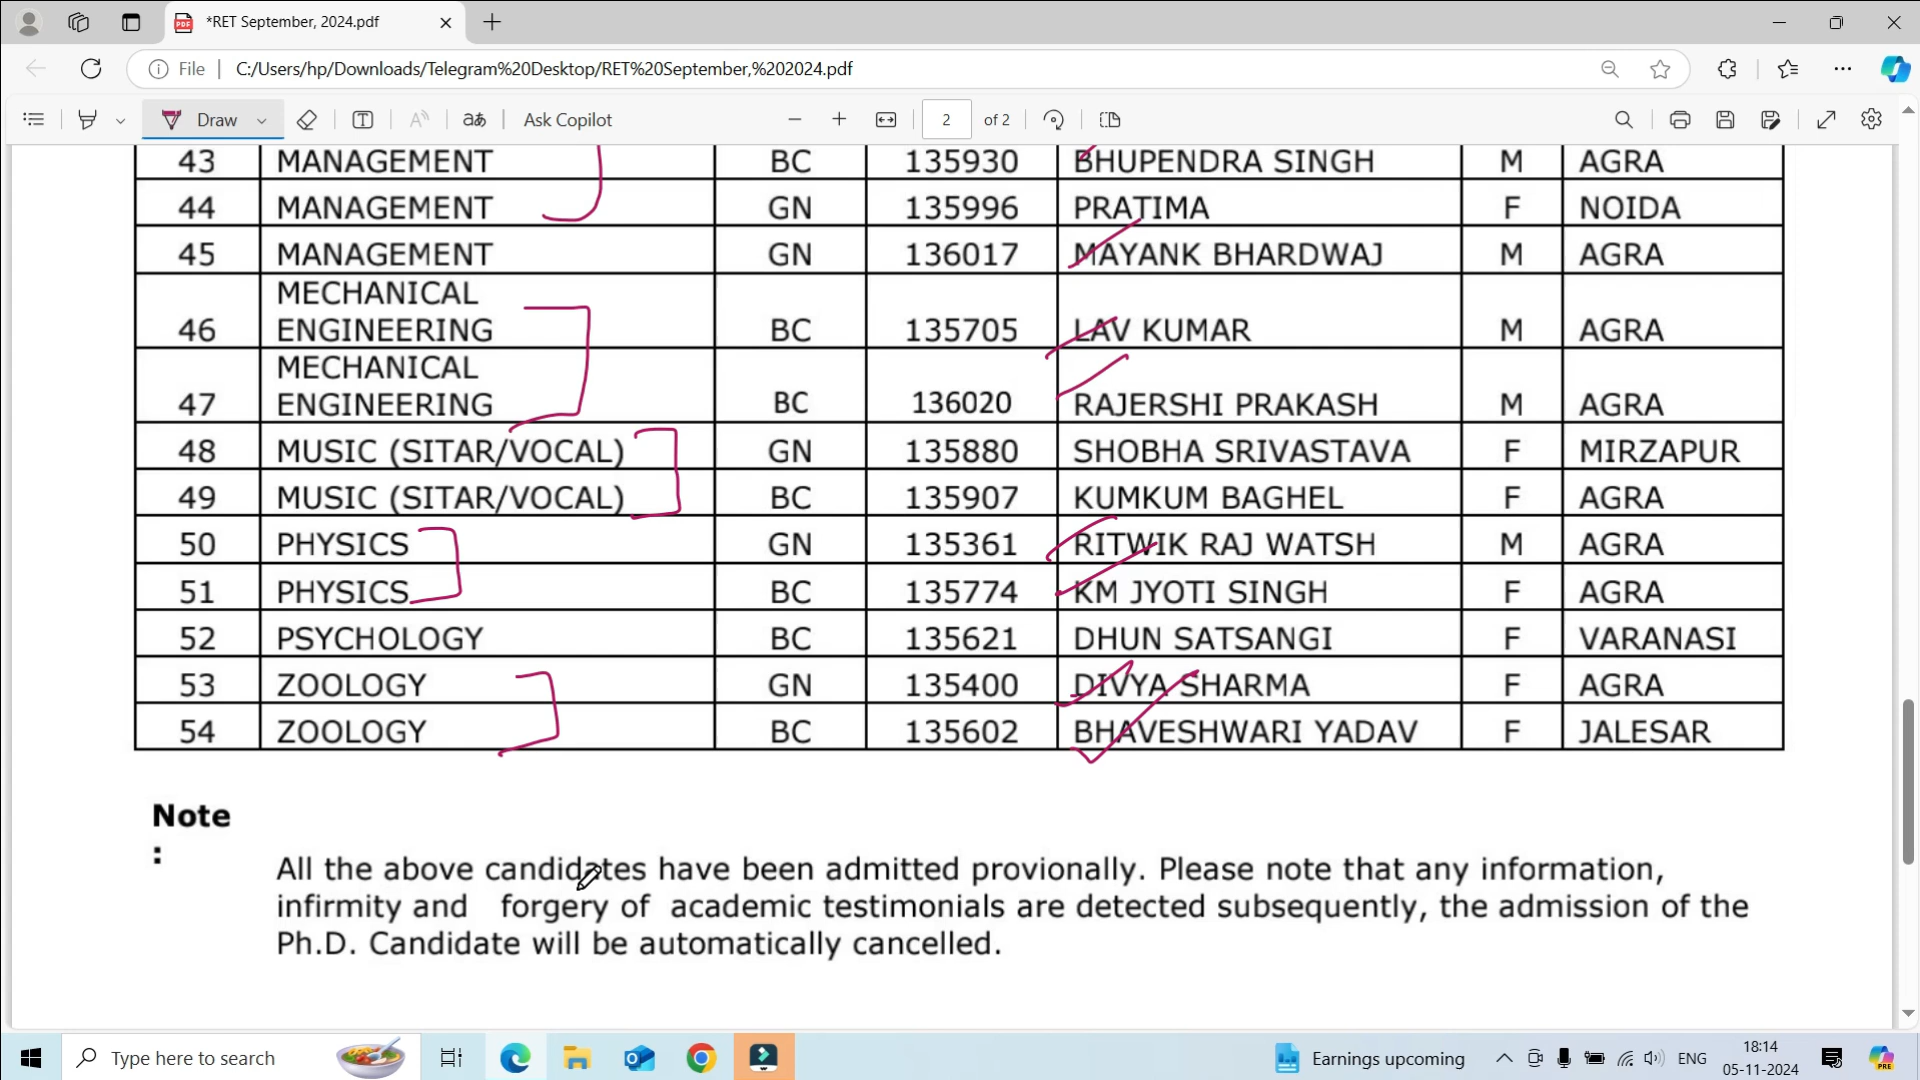 *RET September, 2024.pdf
File C:/Users/hp/Downloads/Telegram%20Desktop/RET%20September,%202024.pdf
Draw Ask Copilot 2 of 2
43 MANAGEMENT BC 135930 BHUPENDRA SINGH M AGRA
44 MANAGEMENT GN 135996 PRATIMA F NOIDA
45 MANAGEMENT GN 136017 MAYANK BHARDWAJ M AGRA
MECHANICAL
46 ENGINEERING BC 135705 LAV KUMAR M AGRA
MECHANICAL
47 ENGINEERING BC 136020 RAJERSHI PRAKASH M AGRA
48 MUSIC (SITAR/VOCAL) GN 135880 SHOBHA SRIVASTAVA F MIRZAPUR
49 MUSIC (SITAR/VOCAL) BC 135907 KUMKUM BAGHEL F AGRA
50 PHYSICS GN 135361 RITWIK RAJ WATSH M AGRA
51 PHYSICS BC 135774 KM JYOTI SINGH F AGRA
52 PSYCHOLOGY BC 135621 DHUN SATSANGI F VARANASI
53 ZOOLOGY GN 135400 DIVYA SHARMA F AGRA
54 ZOOLOGY BC 135602 BHAVESHWARI YADAV F JALESAR
Note
:
All the above candidates have been admitted provionally. Please note that any information,
infirmity and forgery of academic testimonials are detected subsequently, the admission of the
Ph.D. Candidate will be automatically cancelled.
Type here to search Earnings upcoming ENG 18:14
05-11-2024